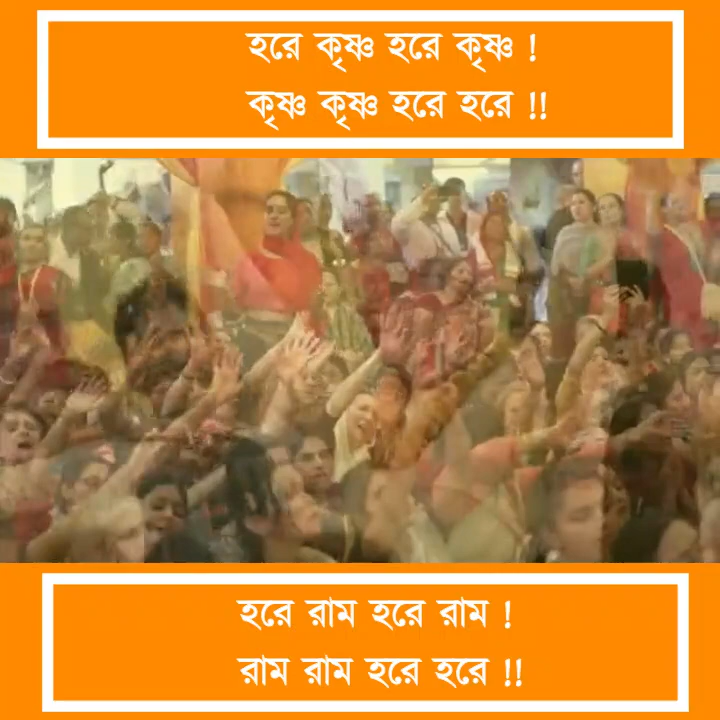 হরে কৃষ্ণ হরে কৃষ্ণ !
কৃষ্ণ কৃষ্ণ হরে হরে !!
হরে রাম হরে রাম !
রাম রাম হরে হরে !!